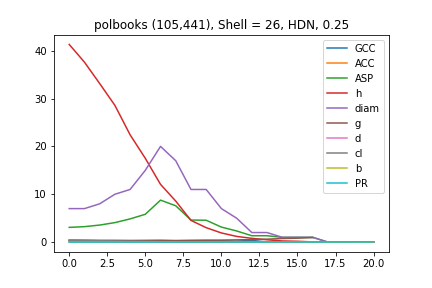 polbooks (105,441), Shell = 26, HDN, 0.25
40
30
20
10
0
0.0 2.5 5.0 7.5 10.0 12.5 15.0 17.5 20.0
GCC
ACC
ASP
h
diam
g
d
cl
b
PR